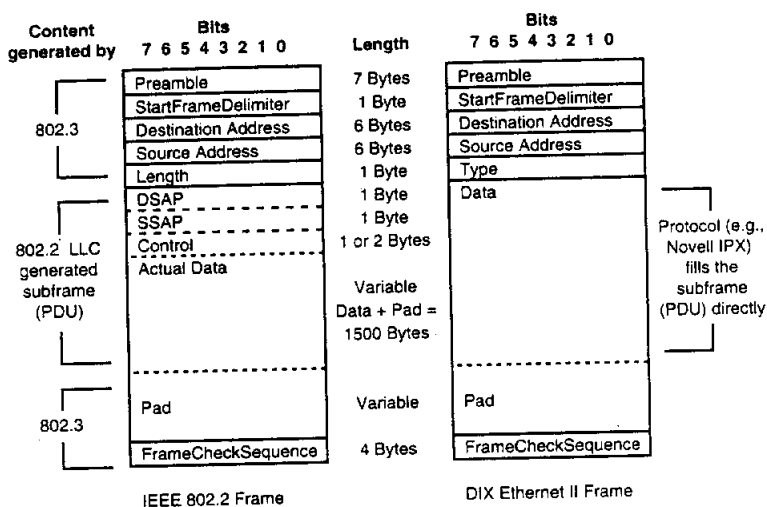 Content
generated by
Bits
7 6 5 4 3 2 1 0
Length
Bits
7 6 5 4 3 2 1 0
Preamble
7 Bytes
Preamble
StartFrameDelimiter
1 Byte
StartFrameDelimiter
802.3
Destination Address
6 Bytes
Destination Address
Source Address
6 Bytes
Source Address
Length
1 Byte
Type
DSAP
1 Byte
Data
SSAP
1 Byte
Control
1 or 2 Bytes
802.2 LLC
generated
subframe
(PDU)
Actual Data
Variable
Data + Pad =
1500 Bytes
Protocol (e.g.,
Novell IPX)
fills the
subframe
(PDU) directly
802.3
Pad
Variable
Pad
FrameCheckSequence
4 Bytes
FrameCheckSequence
IEEE 802.2 Frame
DIX Ethernet II Frame